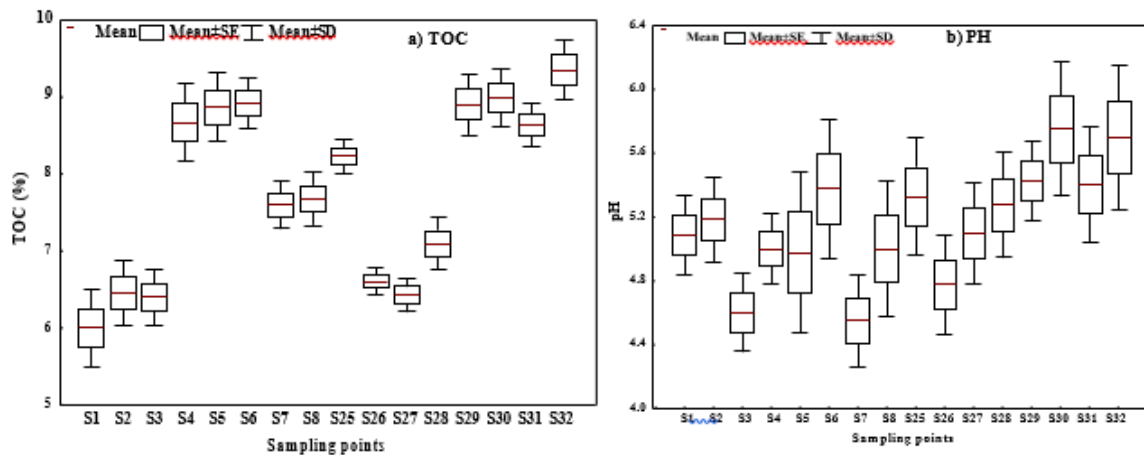 Mean Mean±SE Mean±SD
a) TOC
10
9
8
7
6
5
TOC (%)
S1 S2 S3 S4 S5 S6 S7 S8 S25 S26 S27 S28 S29 S30 S31 S32
Sampling points
Mean Mean±SE Mean±SD
b) PH
6.4
6.0
5.6
5.2
4.8
4.4
4.0
pH
S1 S2 S3 S4 S5 S6 S7 S8 S25 S26 S27 S28 S29 S30 S31 S32
Sampling points